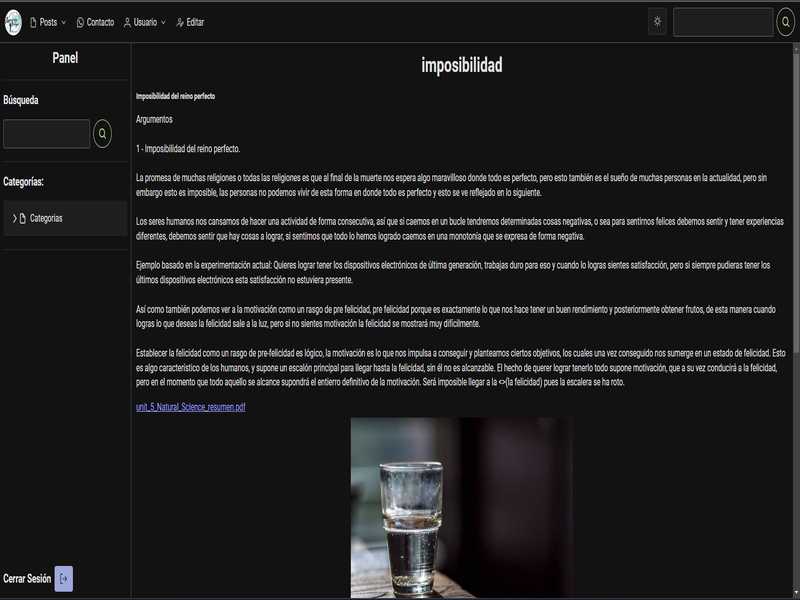 Posts
Contacto
Usuario
Editar
Panel
Búsqueda
Categorías:
Categorias
Cerrar Sesión
imposibilidad
Imposibilidad del reino perfecto
Argumentos
1 - Imposibilidad del reino perfecto.
La promesa de muchas religiones o todas las religiones es que al final de la muerte nos espera algo maravilloso donde todo es perfecto, pero esto también es el sueño de muchas personas en la actualidad, pero sin
embargo esto es imposible, las personas no podemos vivir de esta forma en donde todo es perfecto y esto se ve reflejado en lo siguiente.
Los seres humanos nos cansamos de hacer una actividad de forma consecutiva, así que si caemos en un bucle tendremos determinadas cosas negativas, o sea para sentirnos felices debemos sentir y tener experiencias
diferentes, debemos sentir que hay cosas a lograr, si sentimos que todo lo hemos logrado caemos en una monotonía que se expresa de forma negativa.
Ejemplo basado en la experimentación actual: Quieres lograr tener los dispositivos electrónicos de última generación, trabajas duro para eso y cuando lo logras sientes satisfacción, pero si siempre pudieras tener los
últimos dispositivos electrónicos esta satisfacción no estuviera presente.
Así como también podemos ver a la motivación como un rasgo de pre felicidad, pre felicidad porque es exactamente lo que nos hace tener un buen rendimiento y posteriormente obtener frutos, de esta manera cuando
logras lo que deseas la felicidad sale a la luz, pero si no sientes motivación la felicidad se mostrará muy difícilmente.
Establecer la felicidad como un rasgo de pre-felicidad es lógico, la motivación es lo que nos impulsa a conseguir y plantearnos ciertos objetivos, los cuales una vez conseguido nos sumerge en un estado de felicidad. Esto
es algo característico de los humanos, y supone un escalón principal para llegar hasta la felicidad, sin él no es alcanzable. El hecho de querer lograr tenerlo todo supone motivación, que a su vez conducirá a la felicidad,
pero en el momento que todo aquello se alcance supondrá el entierro definitivo de la motivación. Será imposible llegar a la <>(la felicidad) pues la escalera se ha roto.
unit_5_Natural_Science_resumen.pdf